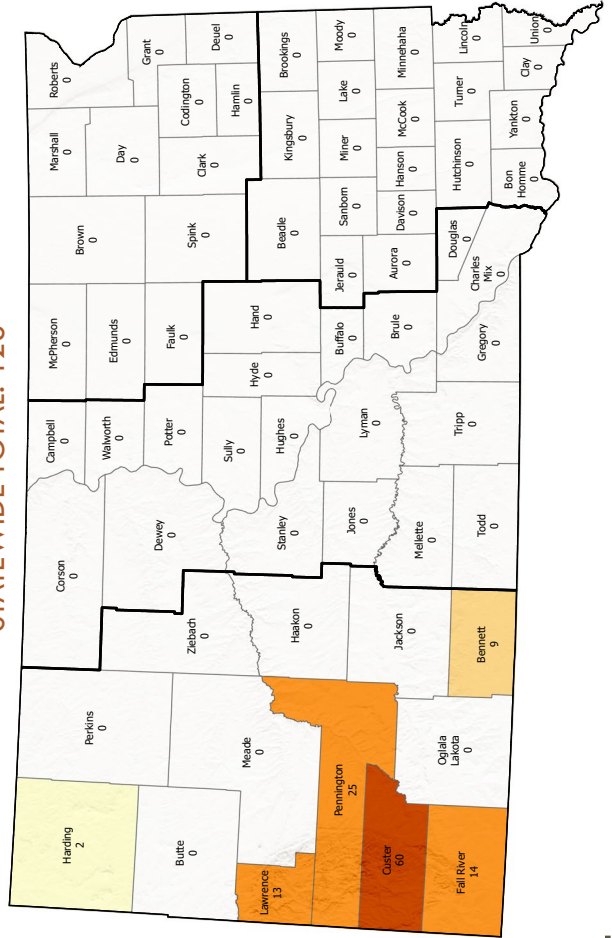 STATEWIDE TOTAL: 123
Harding
2
Perkins
0
Corson
0
Campbell
0
McPherson
0
Brown
0
Marshall
0
Roberts
0
Butte
0
Ziebach
0
Dewey
0
Walworth
0
Edmunds
0
Day
0
Grant
0
Meade
0
Potter
0
Faulk
0
Spink
0
Clark
0
Codington
0
Deuel
0
Hamlin
0
Lawrence
13
Haakon
0
Stanley
0
Sully
0
Hughes
0
Hyde
0
Hand
0
Beadle
0
Kingsbury
0
Brookings
0
Pennington
25
Jackson
0
Jones
0
Lyman
0
Buffalo
0
Jerauld
0
Sanborn
0
Miner
0
Lake
0
Moody
0
Custer
60
Brule
0
Aurora
0
Davison
0
Hanson
0
McCook
0
Minnehaha
0
Fall River
14
Oglala
Lakota
0
Bennett
9
Mellette
0
Todd
0
Tripp
0
Gregory
0
Charles
Mix
0
Douglas
0
Hutchinson
0
Turner
0
Lincoln
0
Bon
Homme
0
Yankton
0
Clay
0
Union
0